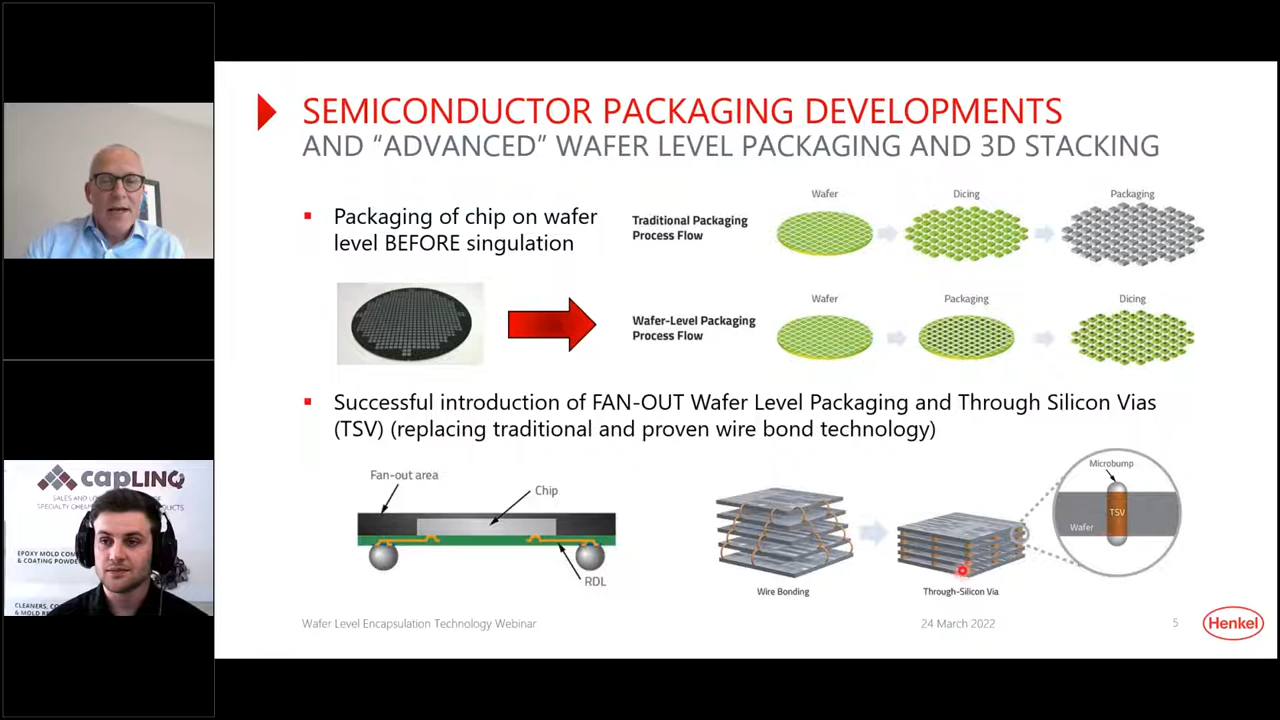 SEMICONDUCTOR PACKAGING DEVELOPMENTS
AND “ADVANCED” WAFER LEVEL PACKAGING AND 3D STACKING
Packaging of chip on wafer
level BEFORE singulation
Traditional Packaging
Process Flow
Wafer
Dicing
Packaging
Wafer-Level Packaging
Process Flow
Wafer
Packaging
Dicing
Successful introduction of FAN-OUT Wafer Level Packaging and Through Silicon Vias
(TSV) (replacing traditional and proven wire bond technology)
Fan-out area
Chip
RDL
Wire Bonding
Through-Silicon Via
Microbump
TSV
Wafer
Wafer Level Encapsulation Technology Webinar
24 March 2022
5
Henkel
capLINQ
SALES AND
OF
SPECIALTY
EPOXY MOLD
& COATING
CLEANERS,
& MOLD